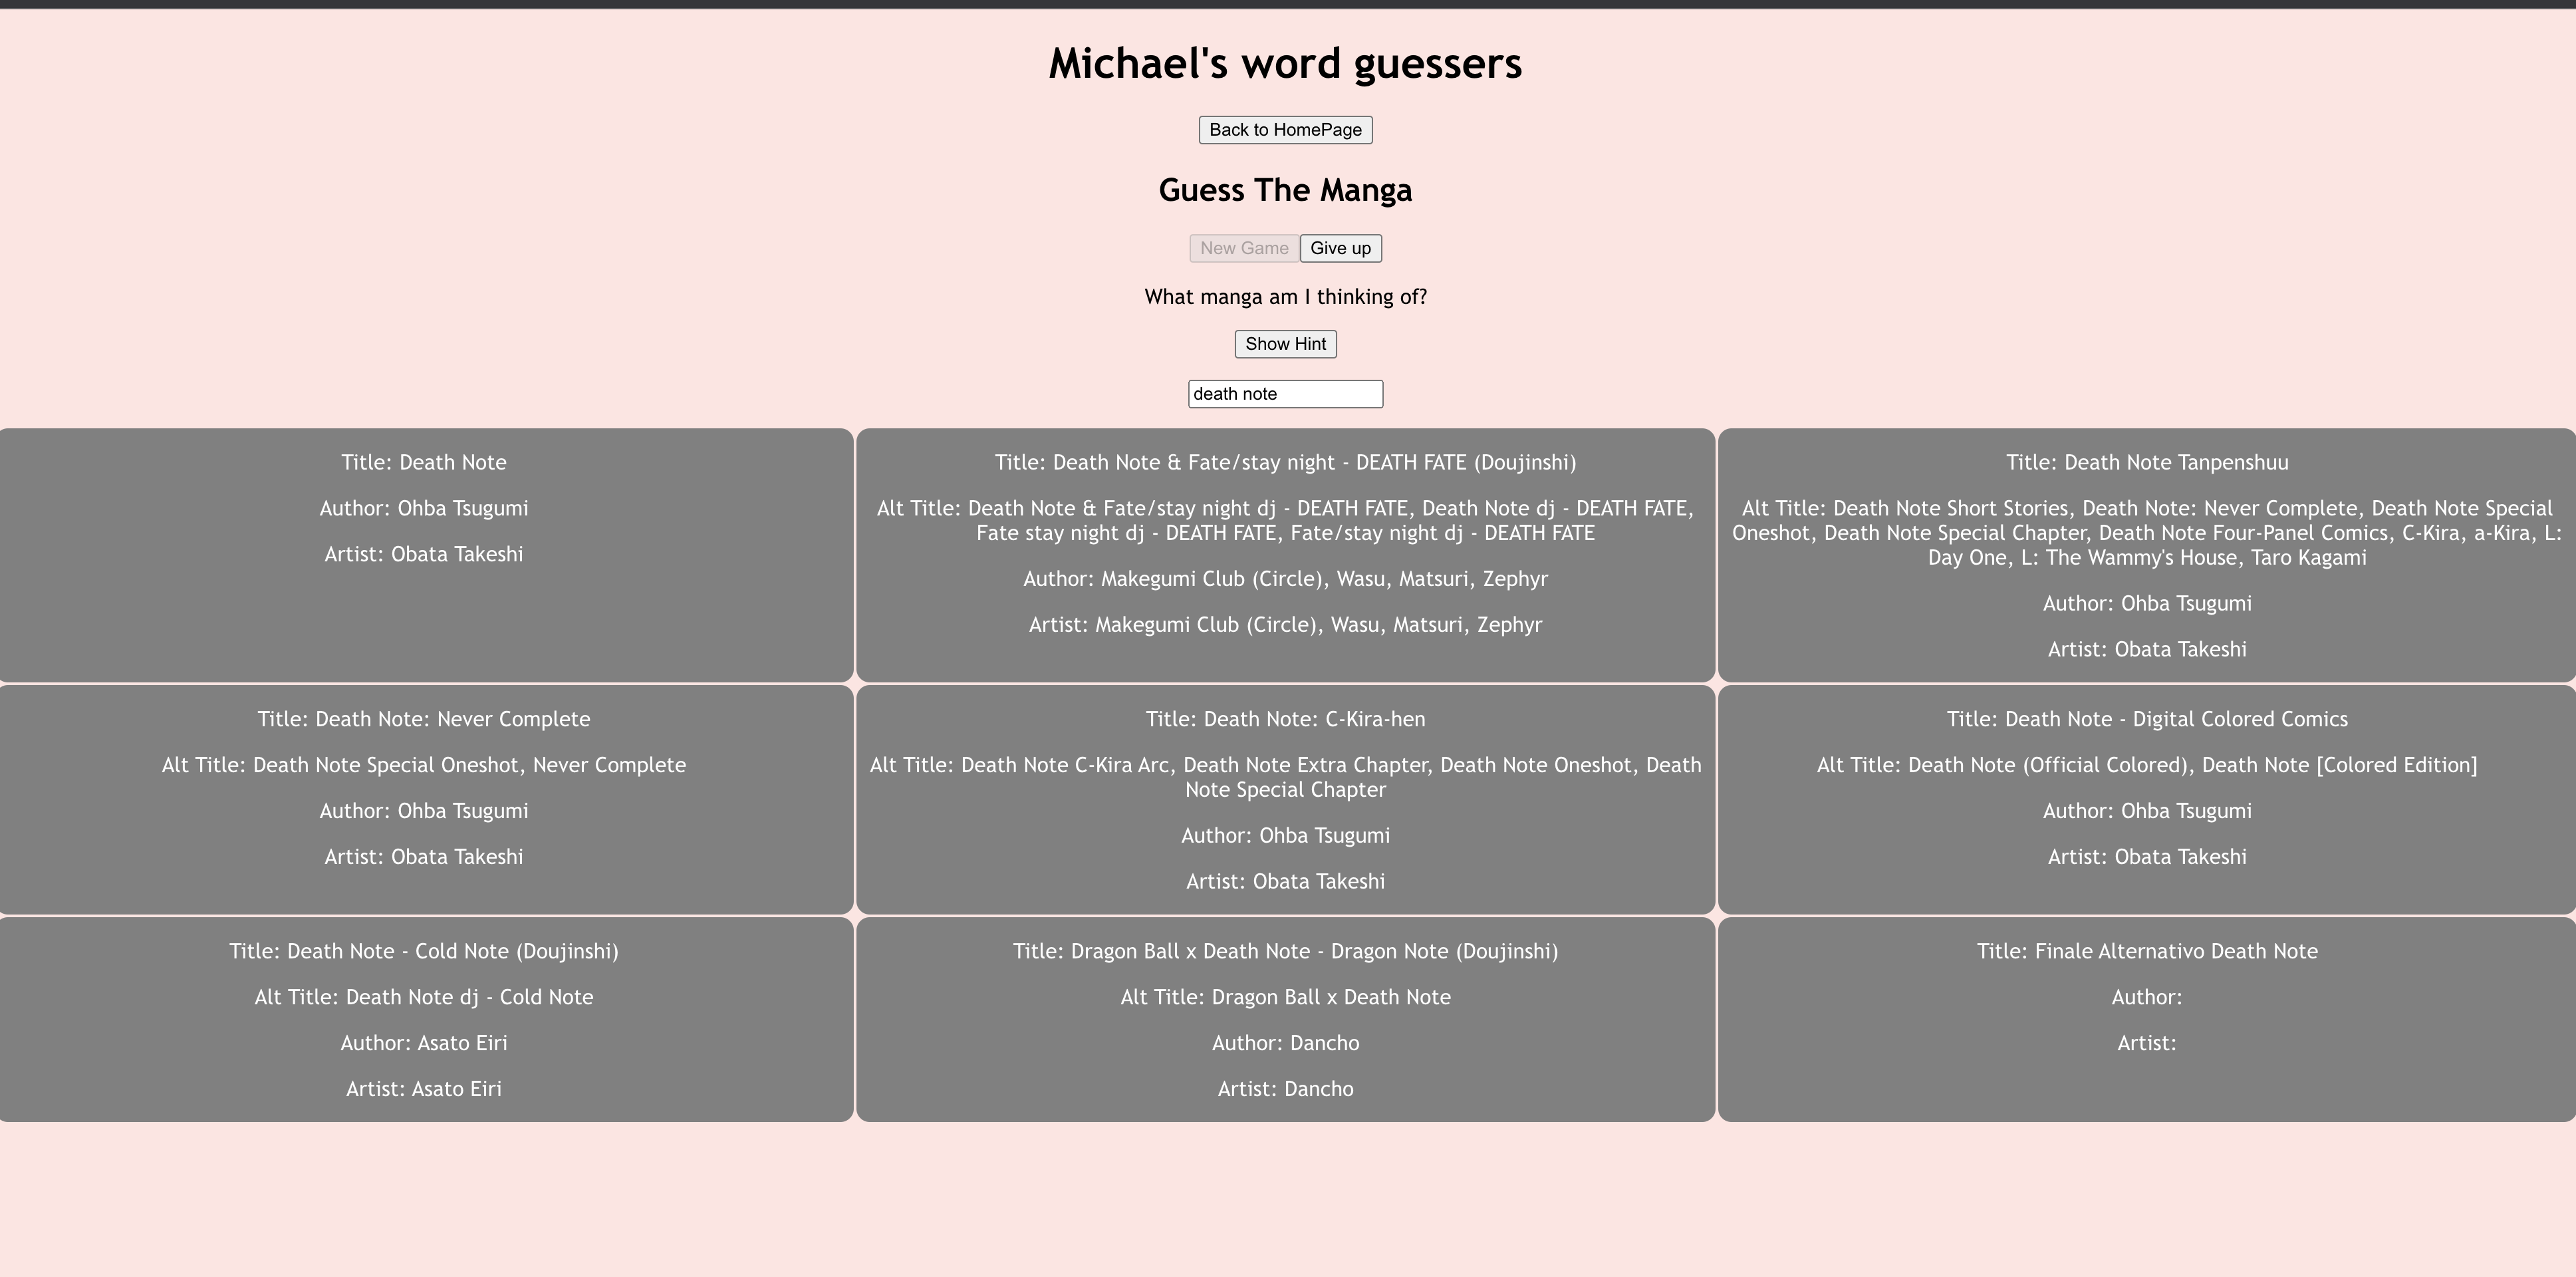 Michael's word guessers
Back to HomePage
Guess The Manga
New Game
Give up
What manga am I thinking of?
Show Hint
death note
Title: Death Note
Author: Ohba Tsugumi
Artist: Obata Takeshi
Title: Death Note & Fate/stay night - DEATH FATE (Doujinshi)
Alt Title: Death Note & Fate/stay night dj - DEATH FATE, Death Note dj - DEATH FATE,
Fate stay night dj - DEATH FATE, Fate/stay night dj - DEATH FATE
Author: Makegumi Club (Circle), Wasu, Matsuri, Zephyr
Artist: Makegumi Club (Circle), Wasu, Matsuri, Zephyr
Title: Death Note Tanpenshuu
Alt Title: Death Note Short Stories, Death Note: Never Complete, Death Note Special
Oneshot, Death Note Special Chapter, Death Note Four-Panel Comics, C-Kira, a-Kira, L:
Day One, L: The Wammy's House, Taro Kagami
Author: Ohba Tsugumi
Artist: Obata Takeshi
Title: Death Note: Never Complete
Alt Title: Death Note Special Oneshot, Never Complete
Author: Ohba Tsugumi
Artist: Obata Takeshi
Title: Death Note: C-Kira-hen
Alt Title: Death Note C-Kira Arc, Death Note Extra Chapter, Death Note Oneshot, Death
Note Special Chapter
Author: Ohba Tsugumi
Artist: Obata Takeshi
Title: Death Note - Digital Colored Comics
Alt Title: Death Note (Official Colored), Death Note [Colored Edition]
Author: Ohba Tsugumi
Artist: Obata Takeshi
Title: Death Note - Cold Note (Doujinshi)
Alt Title: Death Note dj - Cold Note
Author: Asato Eiri
Artist: Asato Eiri
Title: Dragon Ball x Death Note - Dragon Note (Doujinshi)
Alt Title: Dragon Ball x Death Note
Author: Dancho
Artist: Dancho
Title: Finale Alternativo Death Note
Author:
Artist: